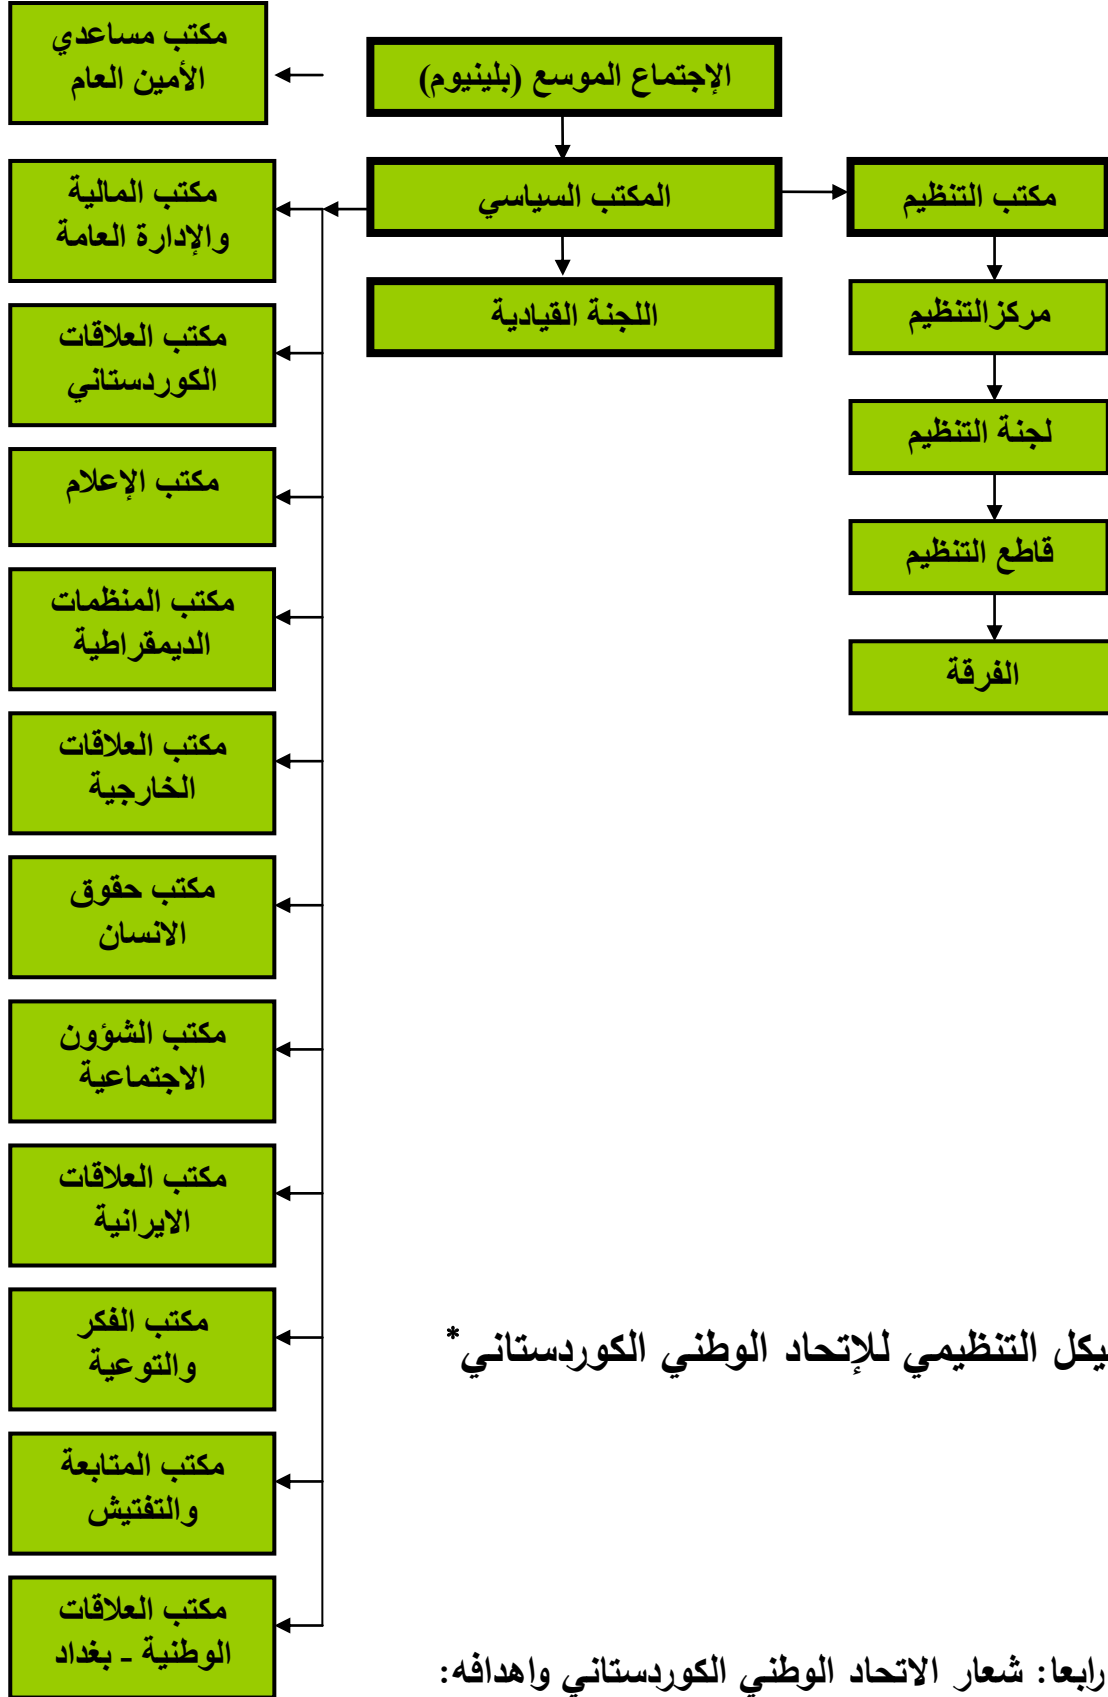 مكتب مساعدي
الأمين العام
الإجتماع الموسع (بلينيوم)
مكتب التنظيم
المكتب السياسي
مكتب المالية
والإدارة العامة
مركزالتنظيم
اللجنة القيادية
مكتب العلاقات
الكوردستاني
لجنة التنظيم
مكتب الإعلام
قاطع التنظيم
مكتب المنظمات
الديمقراطية
الفرقة
مكتب العلاقات
الخارجية
مكتب حقوق
الانسان
مكتب الشؤون
الاجتماعية
مكتب العلاقات
الايرانية
مكتب الفكر
والتوعية
يكل التنظيمي للإتحاد الوطني الكوردستاني*
مكتب المتابعة
والتفتيش
مكتب العلاقات
الوطنية - بغداد
رابعا: شعار الاتحاد الوطني الكوردستاني واهدافه: